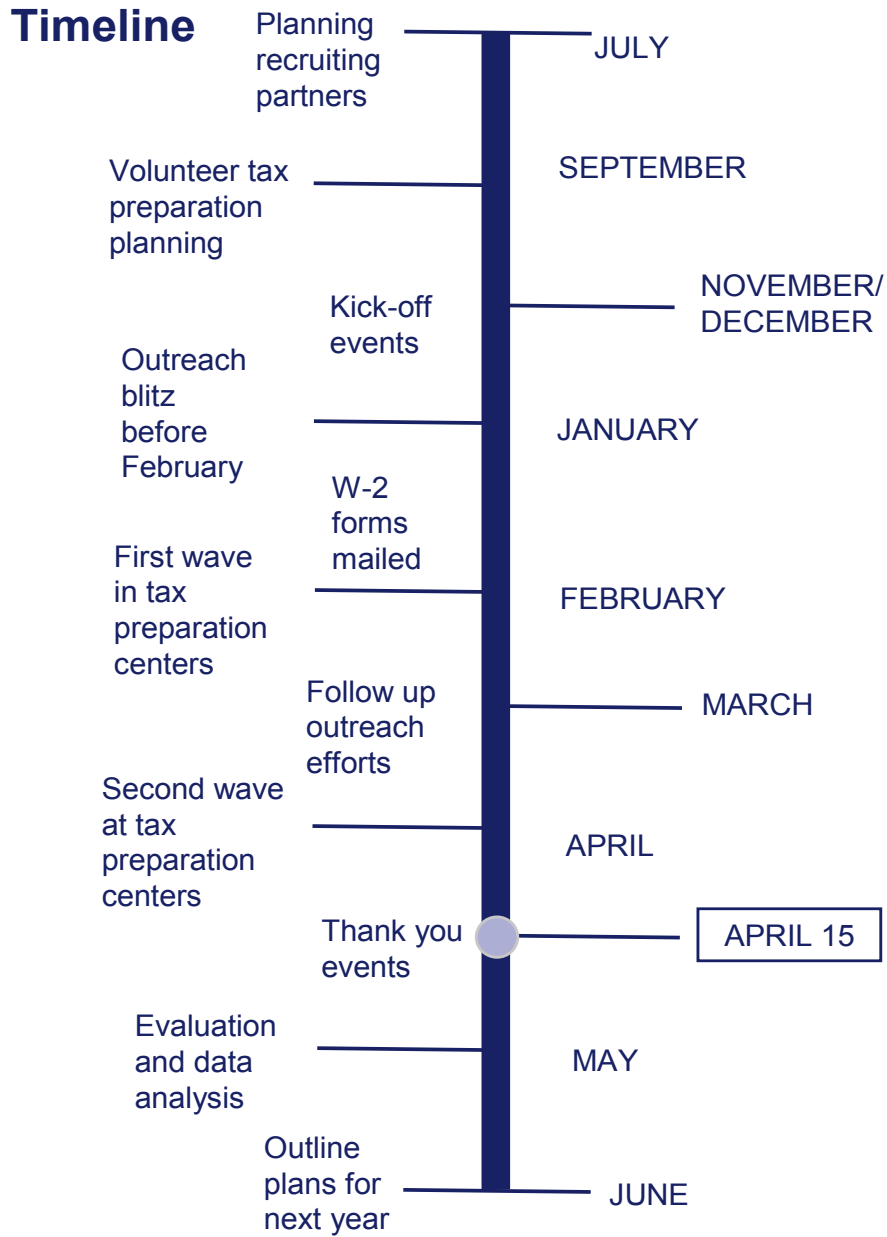 Timeline
Planning
recruiting
partners
JULY
Volunteer tax
preparation
planning
SEPTEMBER
Kick-off
events
NOVEMBER/
DECEMBER
Outreach
blitz
before
February
JANUARY
W-2
forms
mailed
First wave
in tax
preparation
centers
FEBRUARY
Follow up
outreach
efforts
MARCH
Second wave
at tax
preparation
centers
APRIL
Thank you
events
APRIL 15
Evaluation
and data
analysis
MAY
Outline
plans for
next year
JUNE